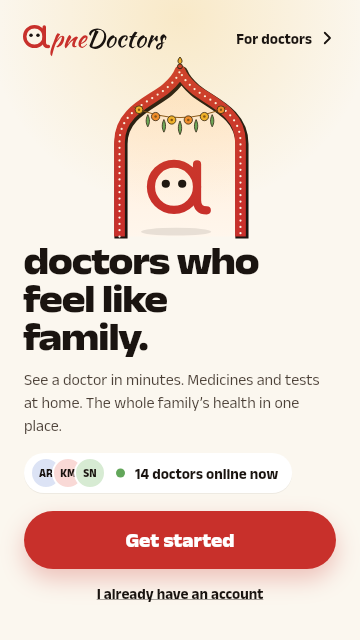 apneDoctors
For doctors
a
doctors who
feel like
family.
See a doctor in minutes. Medicines and tests
at home. The whole family's health in one
place.
AR KM SN 14 doctors online now
Get started
I already have an account